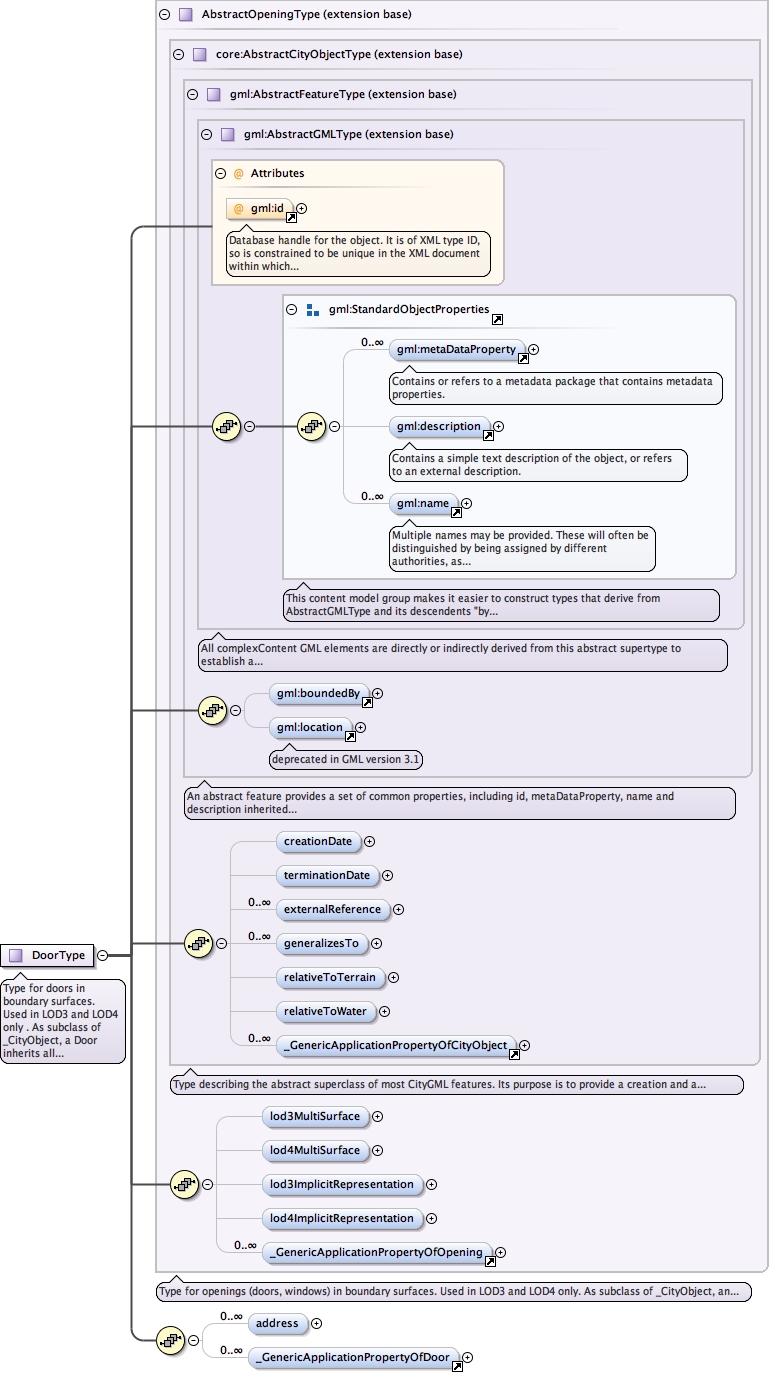 AbstractOpeningType (extension base)
core:AbstractCityObjectType (extension base)
gml:AbstractFeatureType (extension base)
gml:AbstractGMLType (extension base)
@ Attributes
@ gml:id
Database handle for the object. It is of XML type ID,
so is constrained to be unique in the XML document
within which...
gml:StandardObjectProperties
0..∞
gml:metaDataProperty
Contains or refers to a metadata package that contains metadata
properties.
gml:description
Contains a simple text description of the object, or refers
to an external description.
0..∞
gml:name
Multiple names may be provided. These will often be
distinguished by being assigned by different
authorities, as...
This content model group makes it easier to construct types that derive from
AbstractGMLType and its descendents "by...
All complexContent GML elements are directly or indirectly derived from this abstract supertype to
establish a...
gml:boundedBy
gml:location
deprecated in GML version 3.1
An abstract feature provides a set of common properties, including id, metaDataProperty, name and
description inherited...
creationDate
terminationDate
0..∞
externalReference
0..∞
generalizesTo
relativeToTerrain
relativeToWater
0..∞
_GenericApplicationPropertyOfCityObject
DoorType
Type for doors in
boundary surfaces.
Used in LOD3 and LOD4
only . As subclass of
_CityObject, a Door
inherits all...
Type describing the abstract superclass of most CityGML features. Its purpose is to provide a creation and a...
lod3MultiSurface
lod4MultiSurface
lod3ImplicitRepresentation
lod4ImplicitRepresentation
0..∞
_GenericApplicationPropertyOfOpening
Type for openings (doors, windows) in boundary surfaces. Used in LOD3 and LOD4 only. As subclass of _CityObject, an...
0..∞
address
0..∞
_GenericApplicationPropertyOfDoor